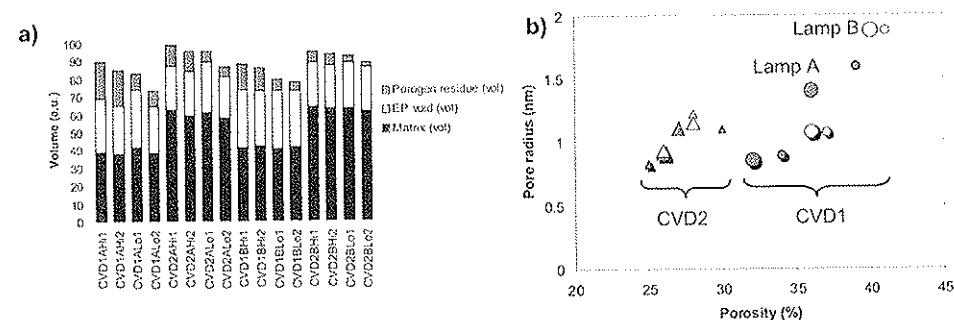 a)
100
90
80
70
60
50
40
30
20
10
0
Volume (a.u.)
Porogen residue (vol)
EP void (vol)
Matrix (vol)
CVD1AHi1
CVD1AHi2
CVD1ALo1
CVD1ALo2
CVD2AHi1
CVD2AHi2
CVD2ALo1
CVD2ALo2
CVD1BHi1
CVD1BHi2
CVD1BLo1
CVD1BLo2
CVD2BHi1
CVD2BHi2
CVD2BLo1
CVD2BLo2
b)
2
1.5
1
0.5
0
Pore radius (nm)
Lamp B
Lamp A
CVD2
CVD1
20
25
30
35
40
45
Porosity (%)